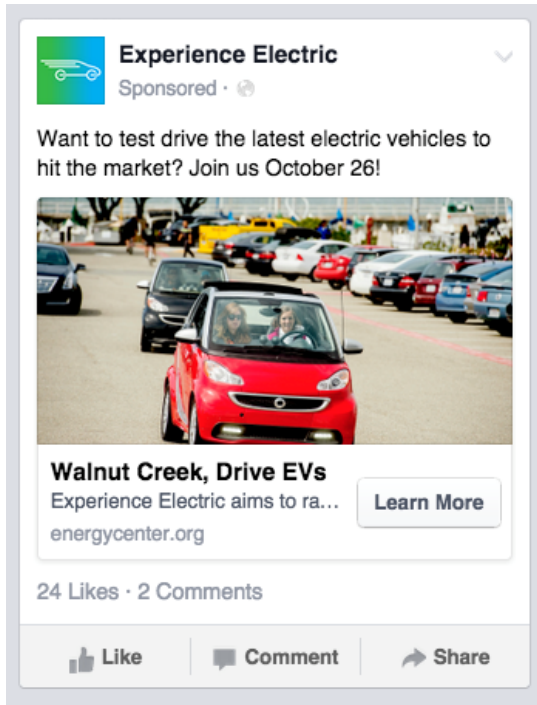 Experience Electric
Sponsored ·
Want to test drive the latest electric vehicles to
hit the market? Join us October 26!
Walnut Creek, Drive EVs
Experience Electric aims to ra...
Learn More
energycenter.org
24 Likes · 2 Comments
Like
Comment
Share